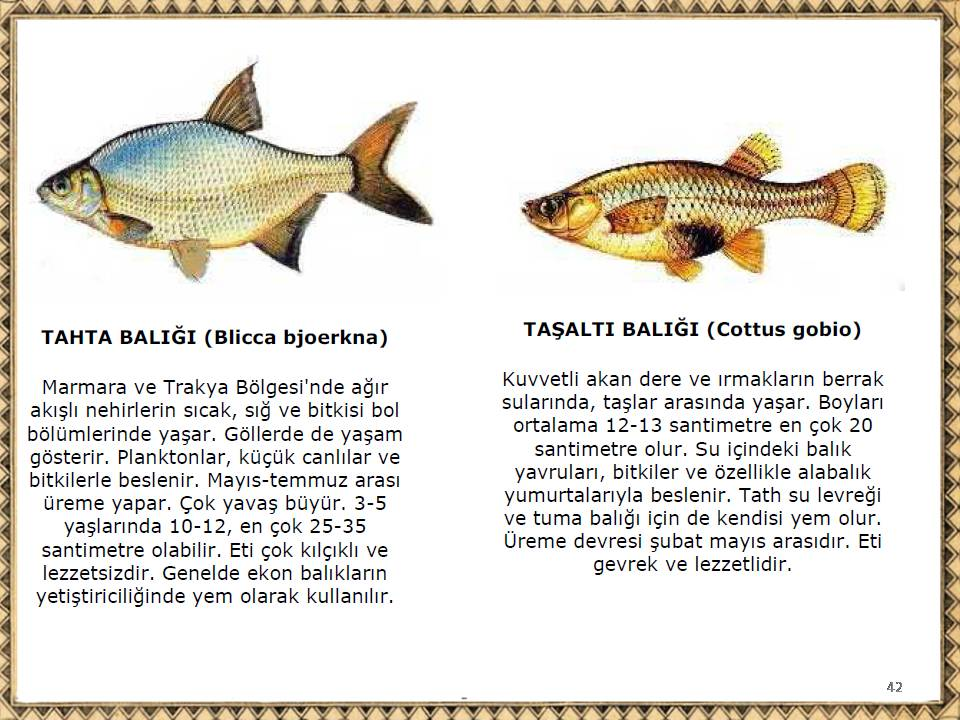 TAHTA BALIĞI (Blicca bjoerkna)
Marmara ve Trakya Bölgesi'nde ağır
akışlı nehirlerin sıcak, sığ ve bitkisi bol
bölümlerinde yaşar. Göllerde de yaşam
gösterir. Planktonlar, küçük canlılar ve
bitkilerle beslenir. Mayıs-temmuz arası
üreme yapar. Çok yavaş büyür. 3-5
yaşlarında 10-12, en çok 25-35
santimetre olabilir. Eti çok kılçıklı ve
lezzetsizdir. Genelde ekon balıkların
yetiştiriciliğinde yem olarak kullanılır.
TAŞALTI BALIĞI (Cottus gobio)
Kuvvetli akan dere ve ırmakların berrak
sularında, taşlar arasında yaşar. Boyları
ortalama 12-13 santimetre en çok 20
santimetre olur. Su içindeki balık
yavruları, bitkiler ve özellikle alabalık
yumurtalarıyla beslenir. Tath su levreği
ve tuma balığı için de kendisi yem olur.
Üreme devresi şubat mayıs arasıdır. Eti
gevrek ve lezzetlidir.
42